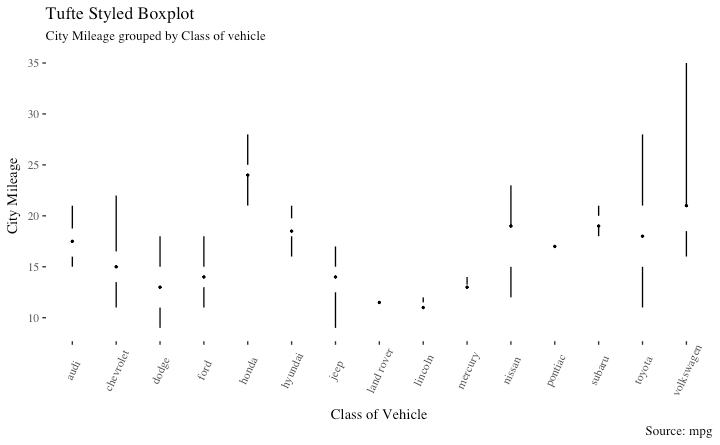 Tufte Styled Boxplot
City Mileage grouped by Class of vehicle
City Mileage
35
30
25
20
15
10
audi
chevrolet
dodge
ford
honda
hyundai
jeep
land rover
lincoln
mercury
nissan
pontiac
subaru
toyota
volkswagen
Class of Vehicle
Source: mpg